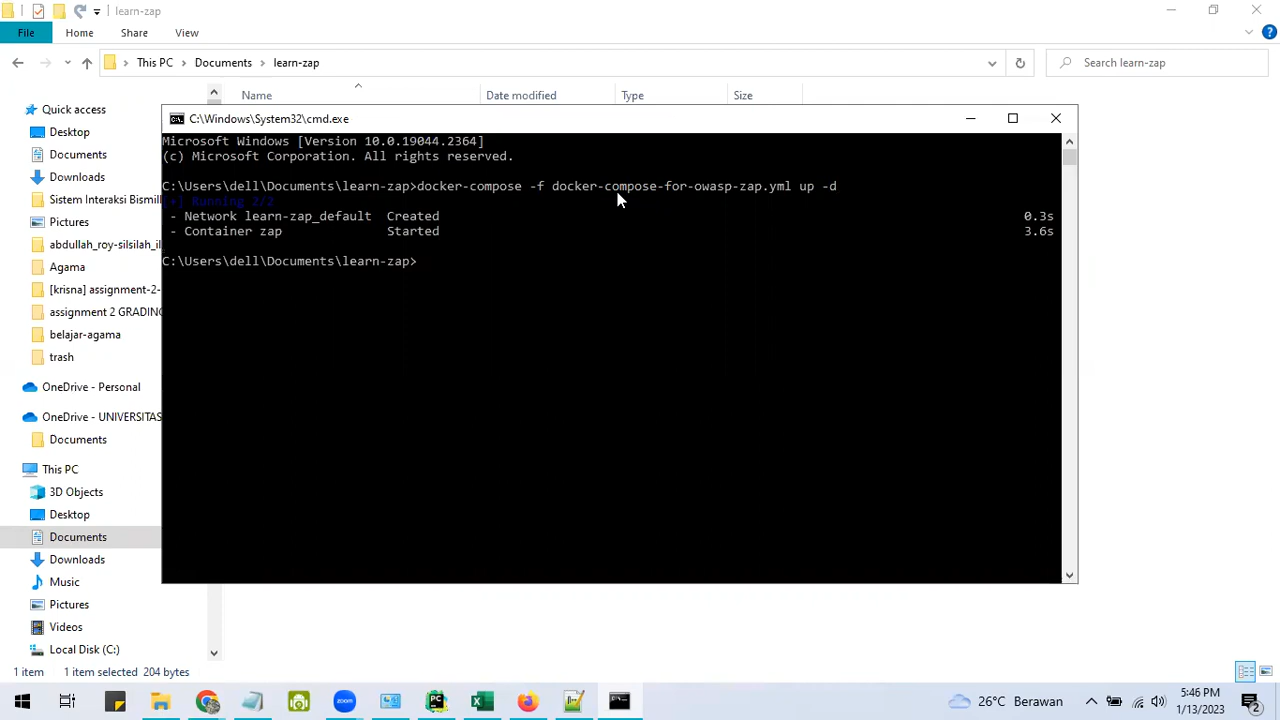 learn-zap
File Home Share View
This PC Documents learn-zap
Search learn-zap
Name Date modified Type Size
Quick access
Desktop
Documents
Downloads
Sistem Interaksi Bismill
Pictures
abdullah_roy-silsilah_il
Agama
[krisna] assignment-2-
assignment 2 GRADING
belajar-agama
trash
OneDrive - Personal
OneDrive - UNIVERSITAS
Documents
This PC
3D Objects
Desktop
Documents
Downloads
Music
Pictures
Videos
Local Disk (C:)
C:\Windows\System32\cmd.exe
Microsoft Windows [Version 10.0.19044.2364]
(c) Microsoft Corporation. All rights reserved.
C:\Users\dell\Documents\learn-zap>docker-compose -f docker-compose-for-owasp-zap.yml up -d
[+] Running 2/2
- Network learn-zap_default Created 0.3s
- Container zap Started 3.6s
C:\Users\dell\Documents\learn-zap>
1 item 1 item selected 204 bytes
26°C Berawan
5:46 PM
1/13/2023
2
zoom
PC